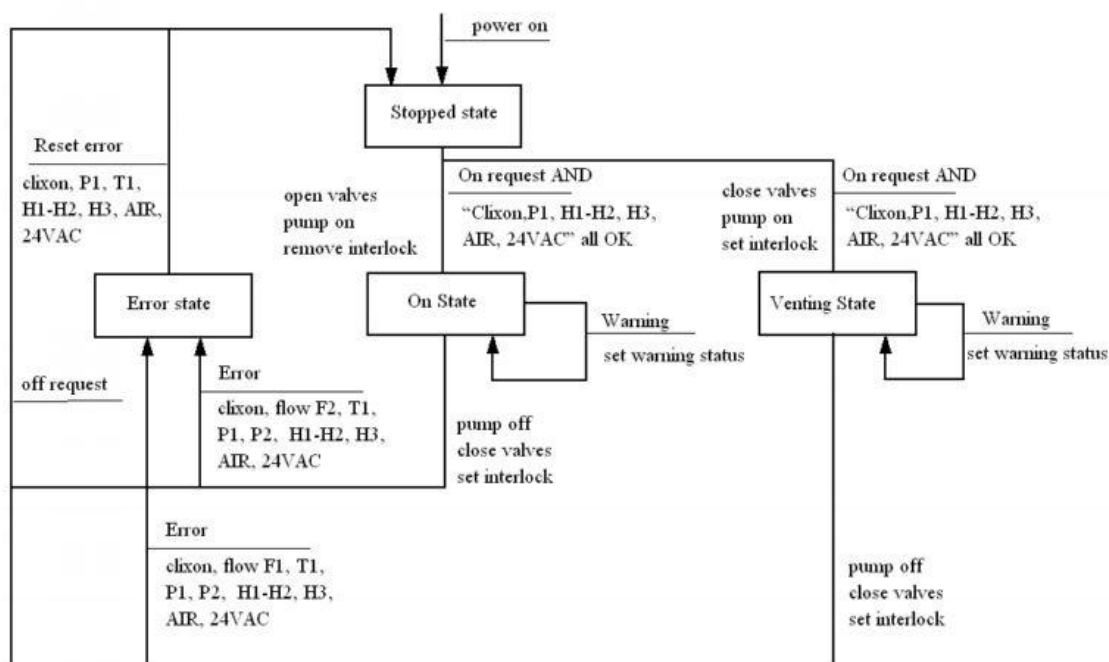 power on
Stopped state
Reset error
clixon, P1, T1,
H1-H2, H3, AIR,
24VAC
open valves
pump on
remove interlock
On request AND
“Clixon,P1, H1-H2, H3,
AIR, 24VAC” all OK
close valves
pump on
set interlock
On request AND
“Clixon,P1, H1-H2, H3,
AIR, 24VAC” all OK
Error state
On State
Warning
set warning status
Venting State
Warning
set warning status
off request
Error
clixon, flow F2, T1,
P1, P2, H1-H2, H3,
AIR, 24VAC
pump off
close valves
set interlock
Error
clixon, flow F1, T1,
P1, P2, H1-H2, H3,
AIR, 24VAC
pump off
close valves
set interlock